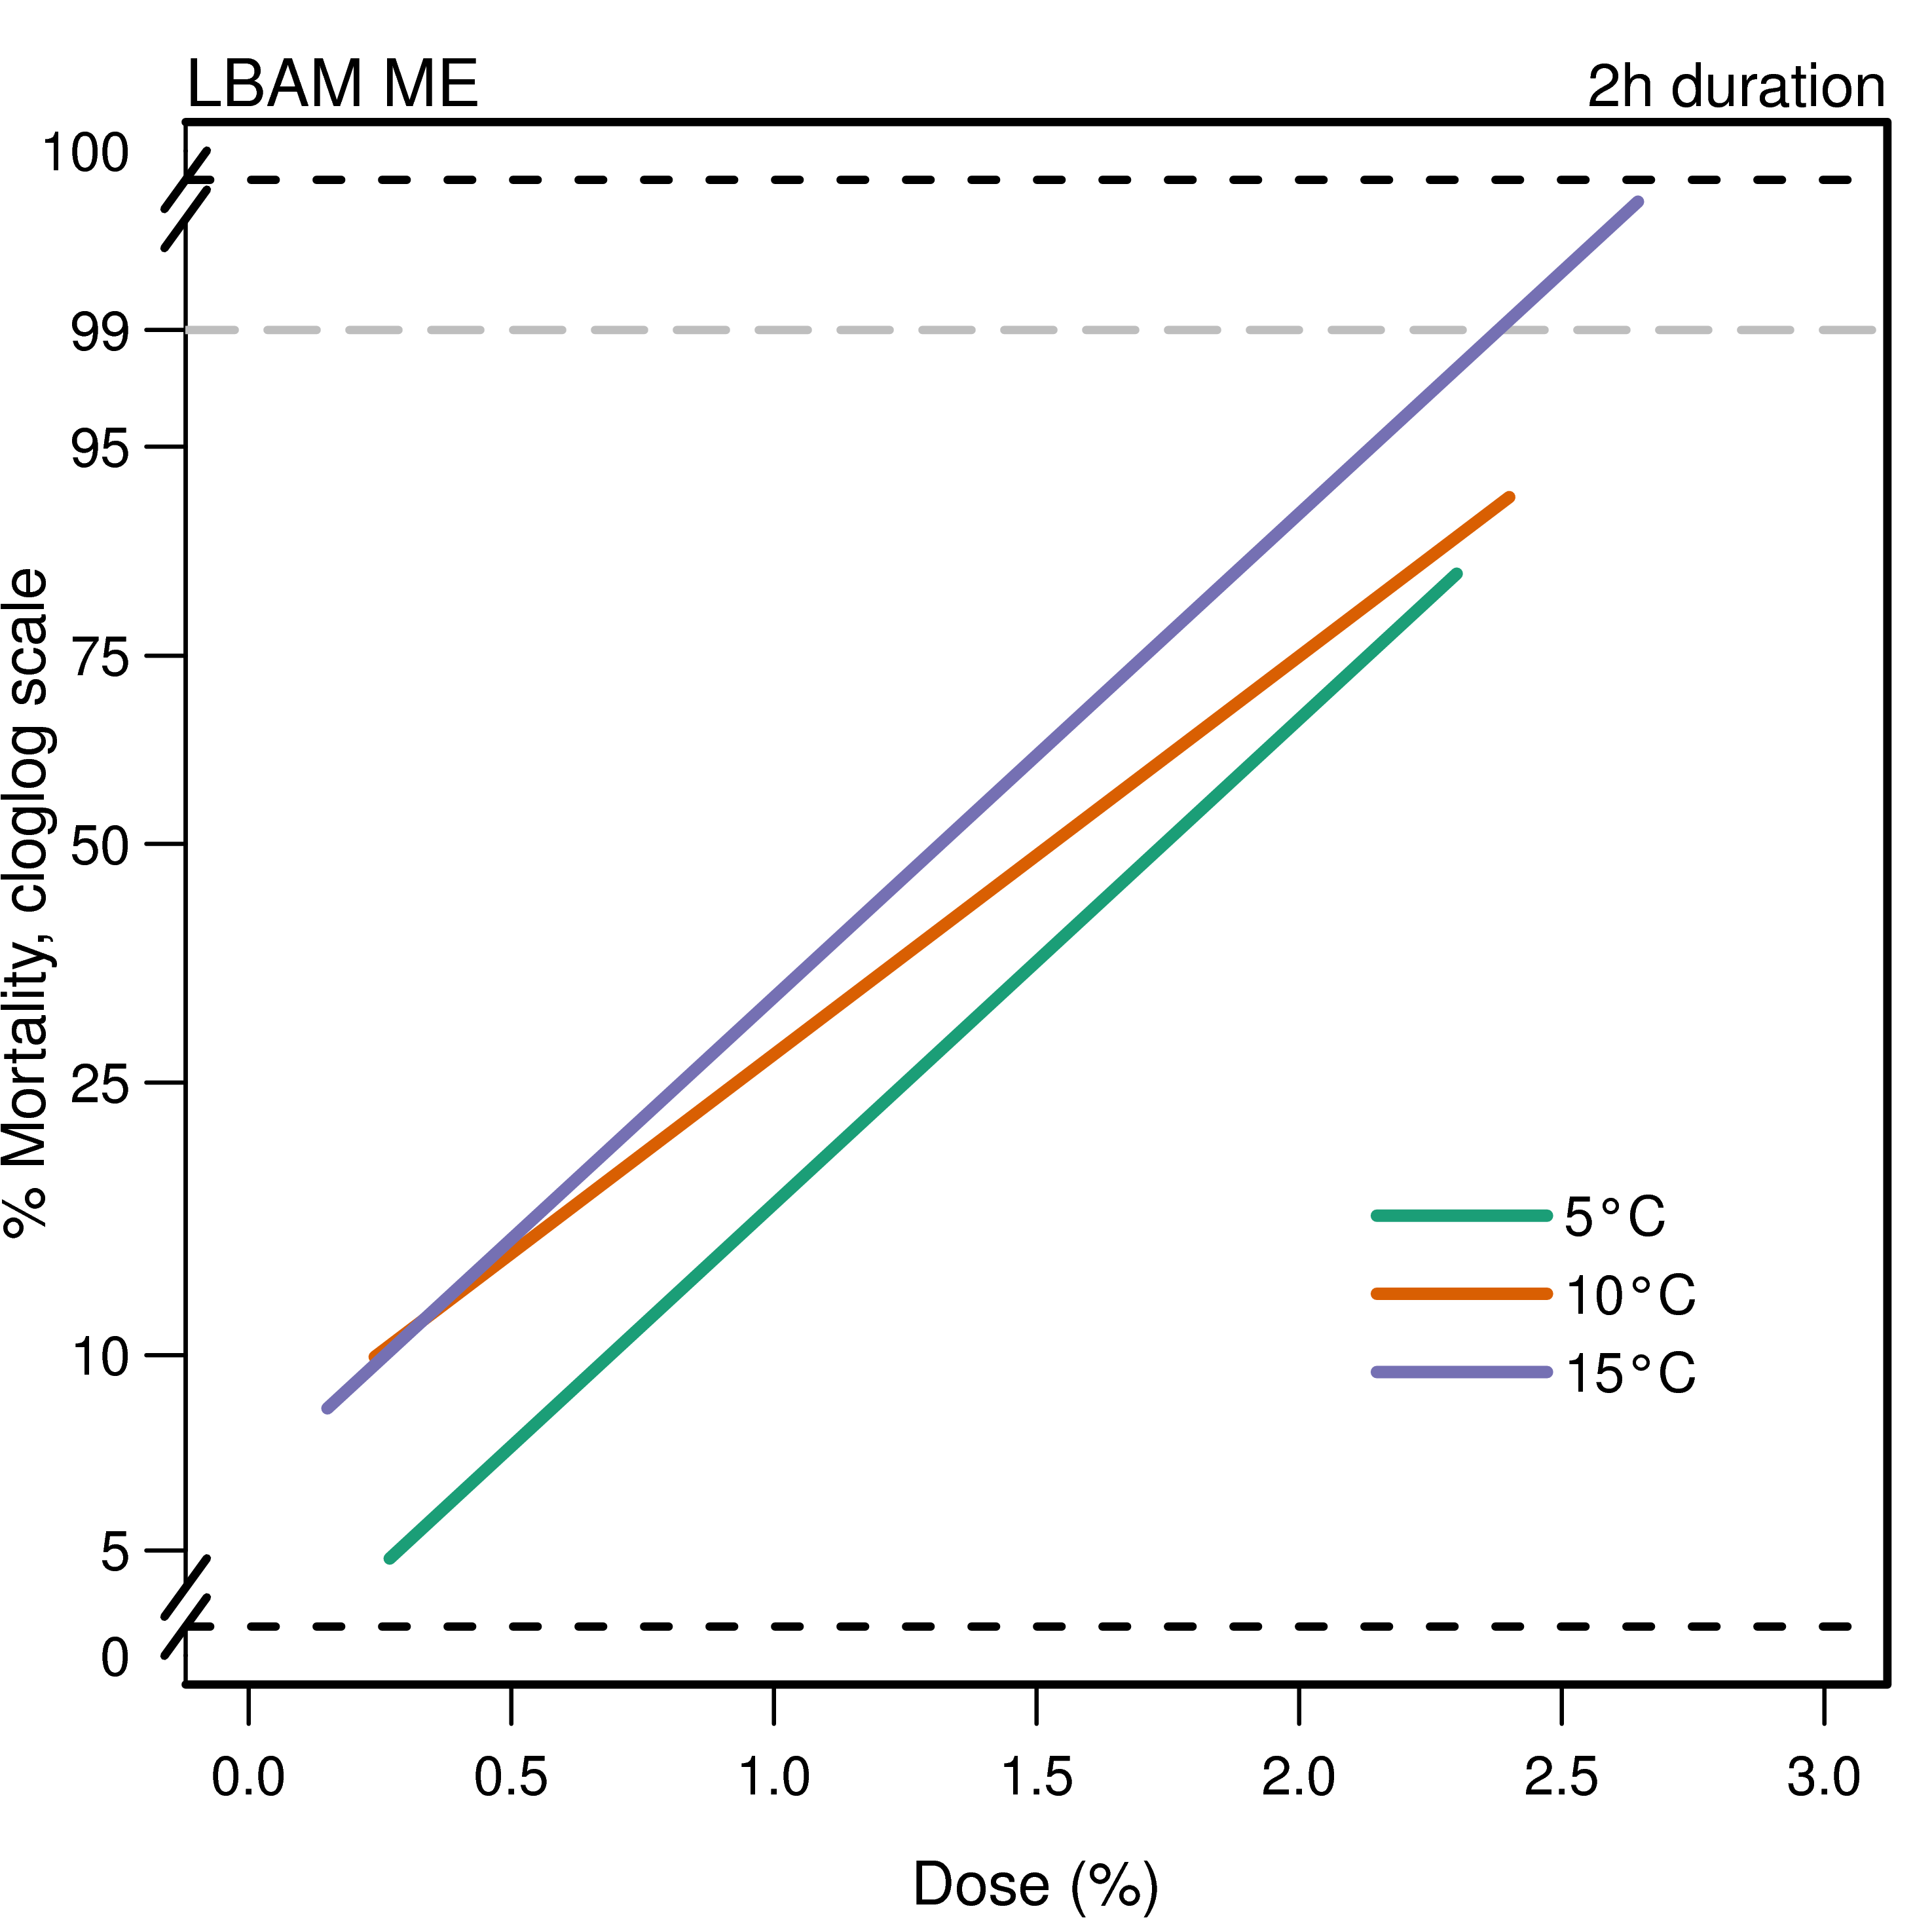 LBAM ME
2h duration
% Mortality, cloglog scale
100
99
95
75
50
25
10
5
0
5°C
10°C
15°C
0.0 0.5 1.0 1.5 2.0 2.5 3.0
Dose (%)